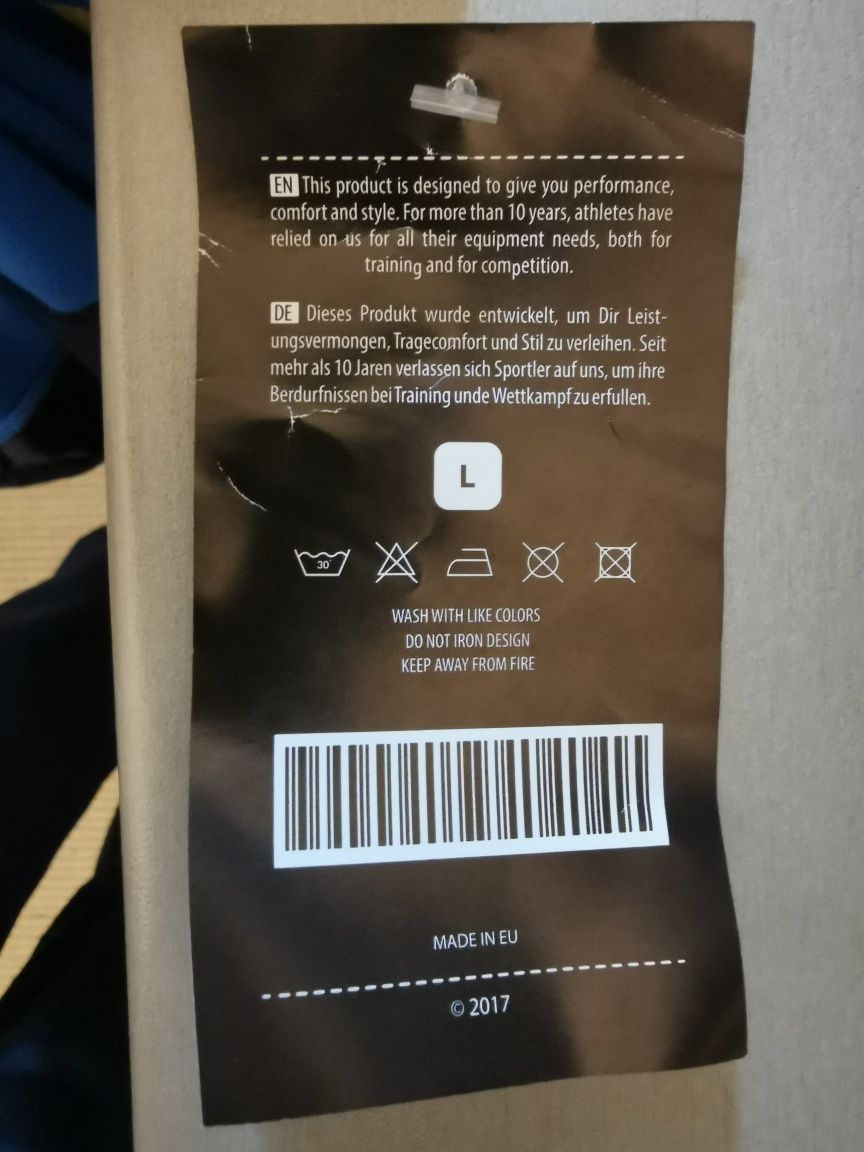 EN This product is designed to give you performance,
comfort and style. For more than 10 years, athletes have
relied on us for all their equipment needs, both for
training and for competition.
DE Dieses Produkt wurde entwickelt, um Dir Leist-
ungsvermongen, Tragecomfort und Stil zu verleihen. Seit
mehr als 10 Jaren verlassen sich Sportler auf uns, um ihre
Berdurfnissen bei Training unde Wettkampf zu erfullen.
L
30°
WASH WITH LIKE COLORS
DO NOT IRON DESIGN
KEEP AWAY FROM FIRE
MADE IN EU
© 2017